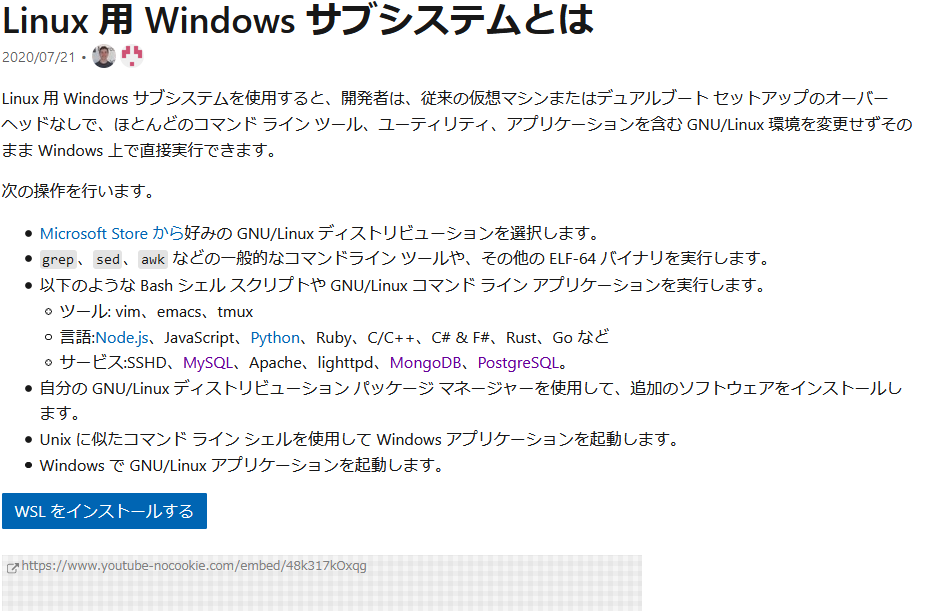 Linux 用 Windows サブシステムとは
2020/07/21 •
Linux 用 Windows サブシステムを使用すると、開発者は、従来の仮想マシンまたはデュアルブート セットアップのオーバー
ヘッドなしで、ほとんどのコマンド ライン ツール、ユーティリティ、アプリケーションを含む GNU/Linux 環境を変更せずその
まま Windows 上で直接実行できます。
次の操作を行います。
• Microsoft Store から好みの GNU/Linux ディストリビューションを選択します。
• grep、sed、awk などの一般的なコマンドライン ツールや、その他の ELF-64 バイナリを実行します。
• 以下のような Bash シェル スクリプトや GNU/Linux コマンド ライン アプリケーションを実行します。
◦ ツール: vim、emacs、tmux
◦ 言語:Node.js、JavaScript、Python、Ruby、C/C++、C# & F#、Rust、Go など
◦ サービス:SSHD、MySQL、Apache、lighttpd、MongoDB、PostgreSQL。
• 自分の GNU/Linux ディストリビューション パッケージ マネージャーを使用して、追加のソフトウェアをインストールし
ます。
• Unix に似たコマンド ライン シェルを使用して Windows アプリケーションを起動します。
• Windows で GNU/Linux アプリケーションを起動します。
WSL をインストールする
https://www.youtube-nocookie.com/embed/48k317kOxqg